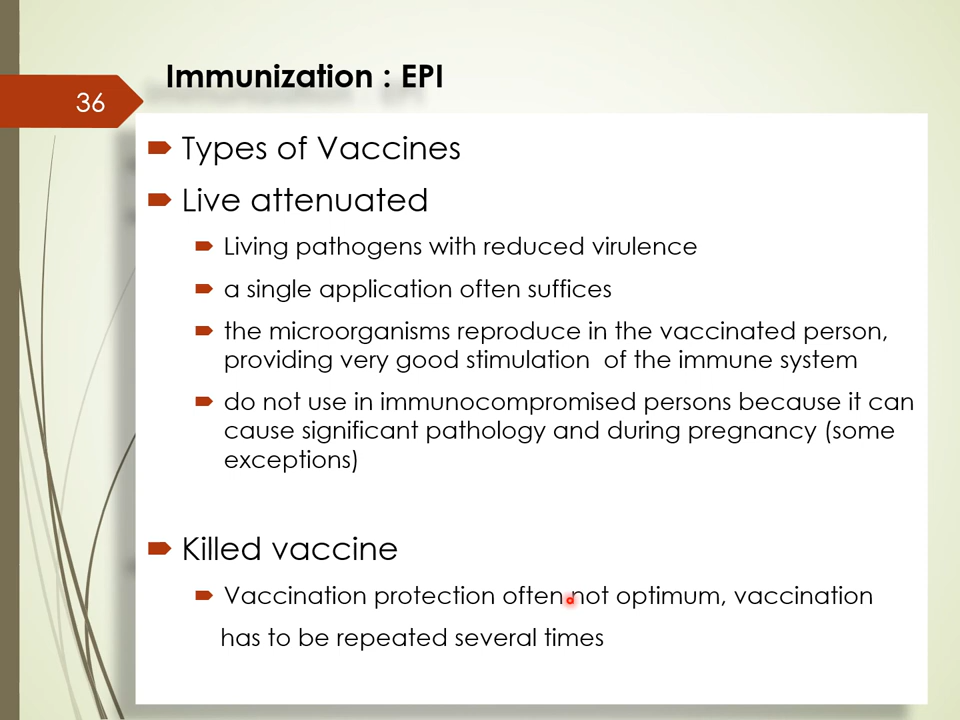 Immunization : EPI
36
Types of Vaccines
Live attenuated
Living pathogens with reduced virulence
a single application often suffices
the microorganisms reproduce in the vaccinated person,
providing very good stimulation of the immune system
do not use in immunocompromised persons because it can
cause significant pathology and during pregnancy (some
exceptions)
Killed vaccine
Vaccination protection often not optimum, vaccination
has to be repeated several times